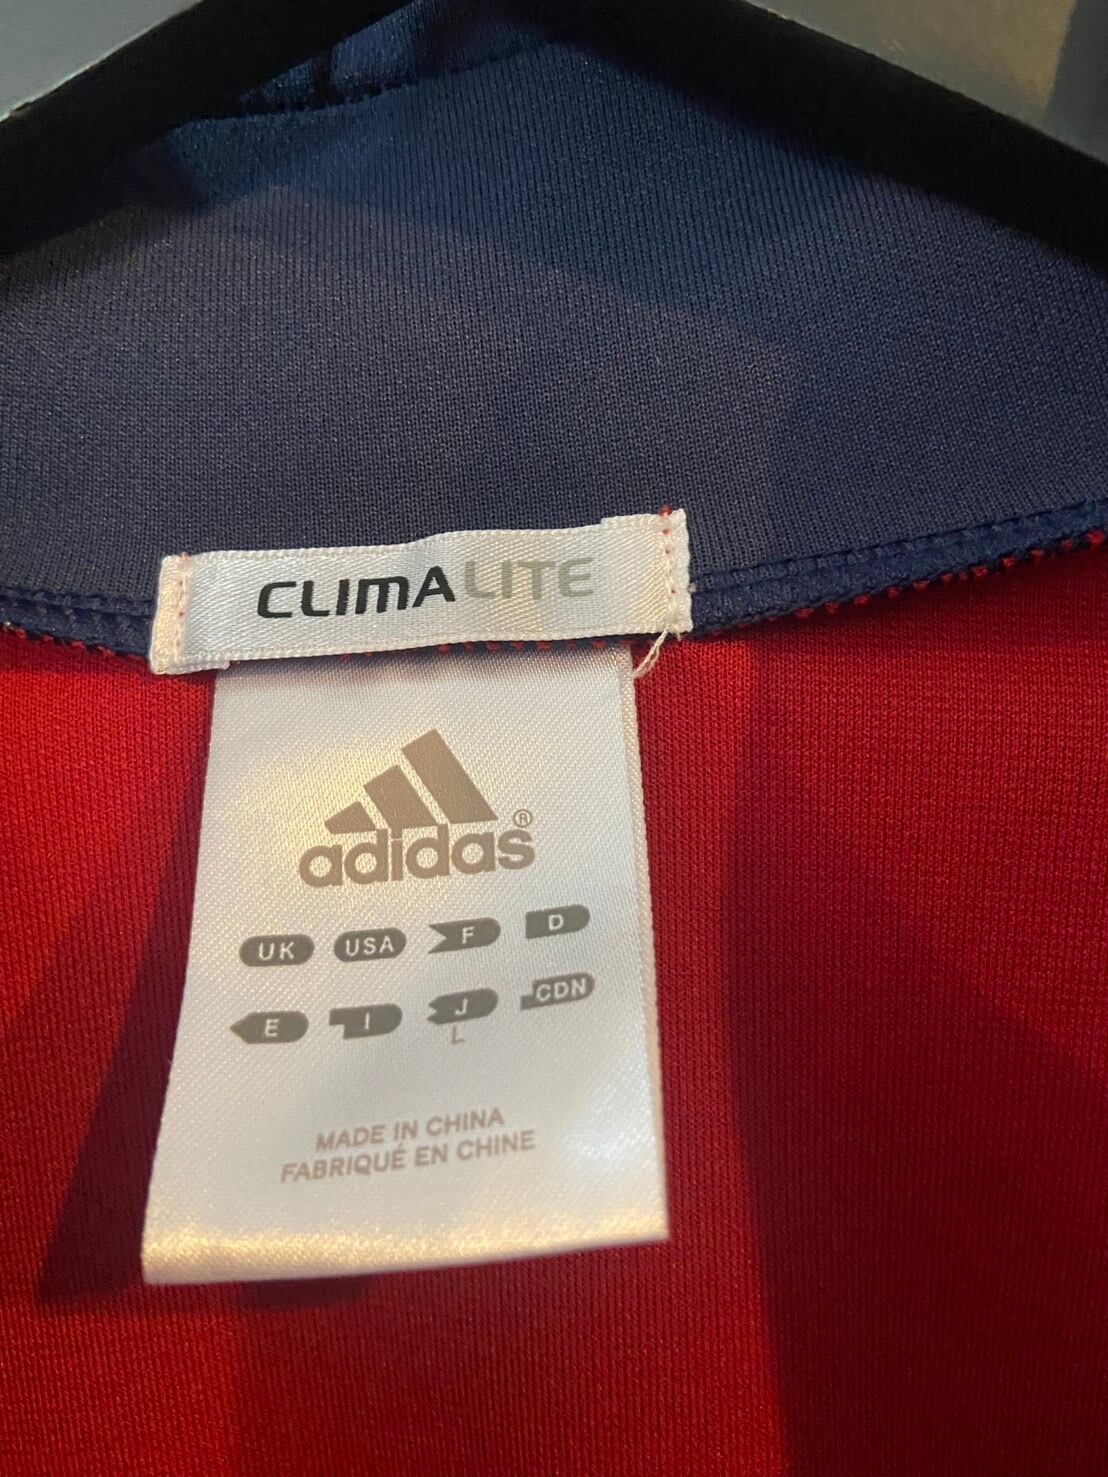 CLIMALITE
adidas®
UK USA F D
E I J CDN
L
MADE IN CHINA
FABRIQUÉ EN CHINE